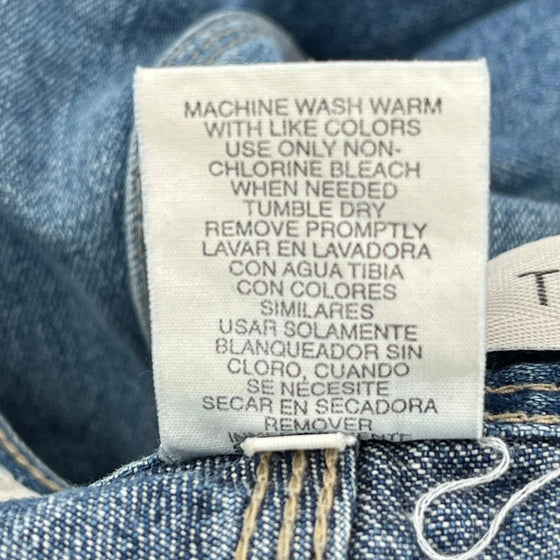 MACHINE WASH WARM
WITH LIKE COLORS
USE ONLY NON-
CHLORINE BLEACH
WHEN NEEDED
TUMBLE DRY
REMOVE PROMPTLY
LAVAR EN LAVADORA
CON AGUA TIBIA
CON COLORES
SIMILARES
USAR SOLAMENTE
BLANQUEADOR SIN
CLORO, CUANDO
SE NECESITE
SECAR EN SECADORA
REMOVER
T